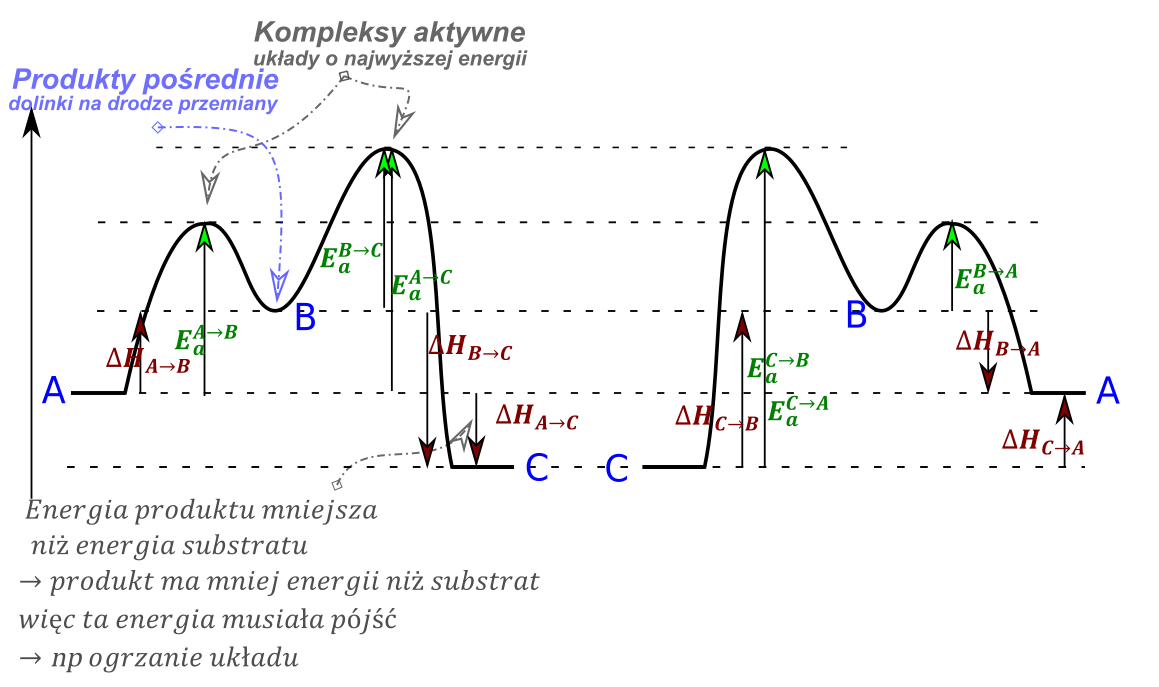 Kompleksy aktywne
układy o najwyższej energii
Produkty pośrednie
dolinki na drodze przemiany
E_a^{B→C}
E_a^{A→C}
E_a^{B→A}
B
B
E_a^{A→B}
ΔH_{A→B}
ΔH_{B→C}
ΔH_{B→A}
E_a^{C→B}
A
A
ΔH_{A→C}
ΔH_{C→B}
E_a^{C→A}
ΔH_{C→A}
C
C
Energia produktu mniejsza
niż energia substratu
→ produkt ma mniej energii niż substrat
więc ta energia musiała pójść
→ np ogrzanie układu